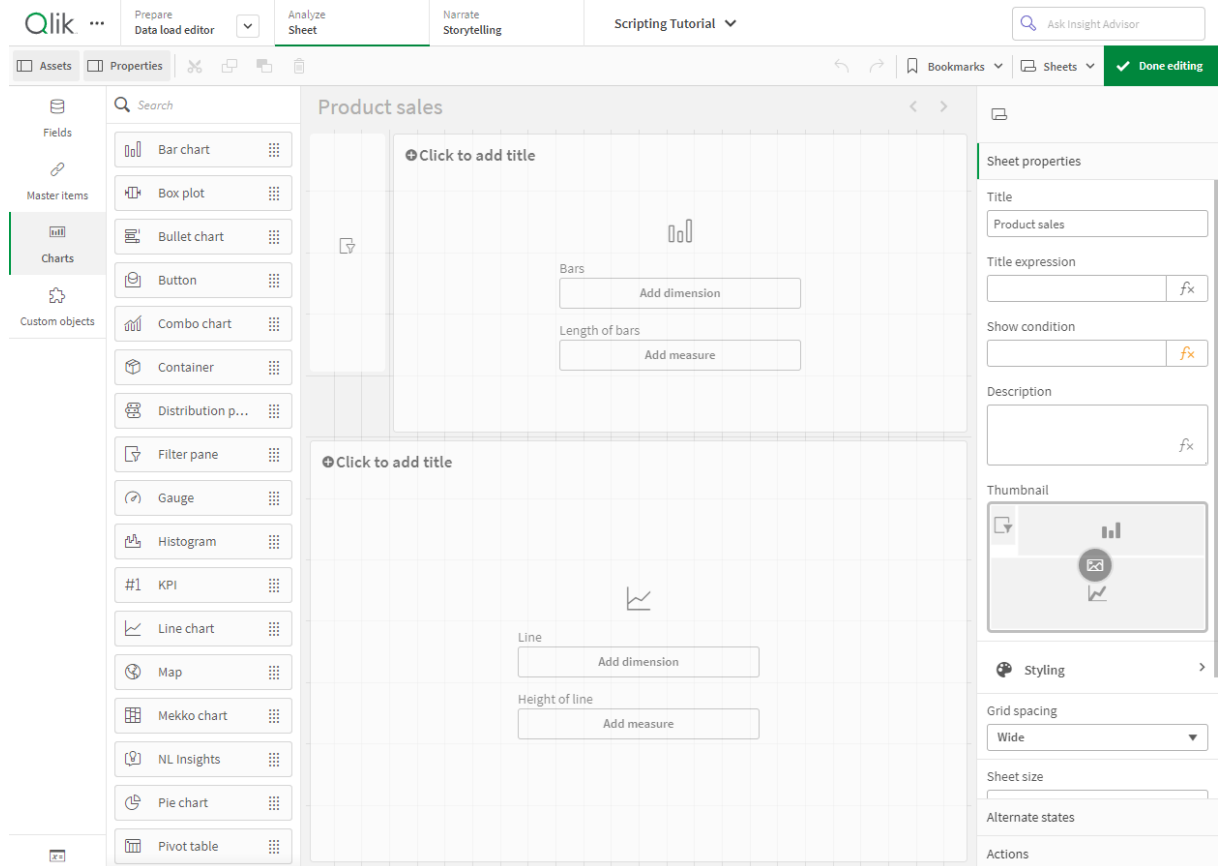 Qlik
Prepare
Data load editor
Analyze
Sheet
Narrate
Storytelling
Scripting Tutorial
Ask Insight Advisor
Assets
Properties
Bookmarks
Sheets
Done editing
Fields
Master items
Charts
Custom objects
Search
Bar chart
Box plot
Bullet chart
Button
Combo chart
Container
Distribution p...
Filter pane
Gauge
Histogram
#1 KPI
Line chart
Map
Mekko chart
NL Insights
Pie chart
Pivot table
Product sales
Click to add title
Bars
Add dimension
Length of bars
Add measure
Click to add title
Line
Add dimension
Height of line
Add measure
Sheet properties
Title
Product sales
Title expression
fx
Show condition
fx
Description
fx
Thumbnail
Styling
Grid spacing
Wide
Sheet size
Alternate states
Actions